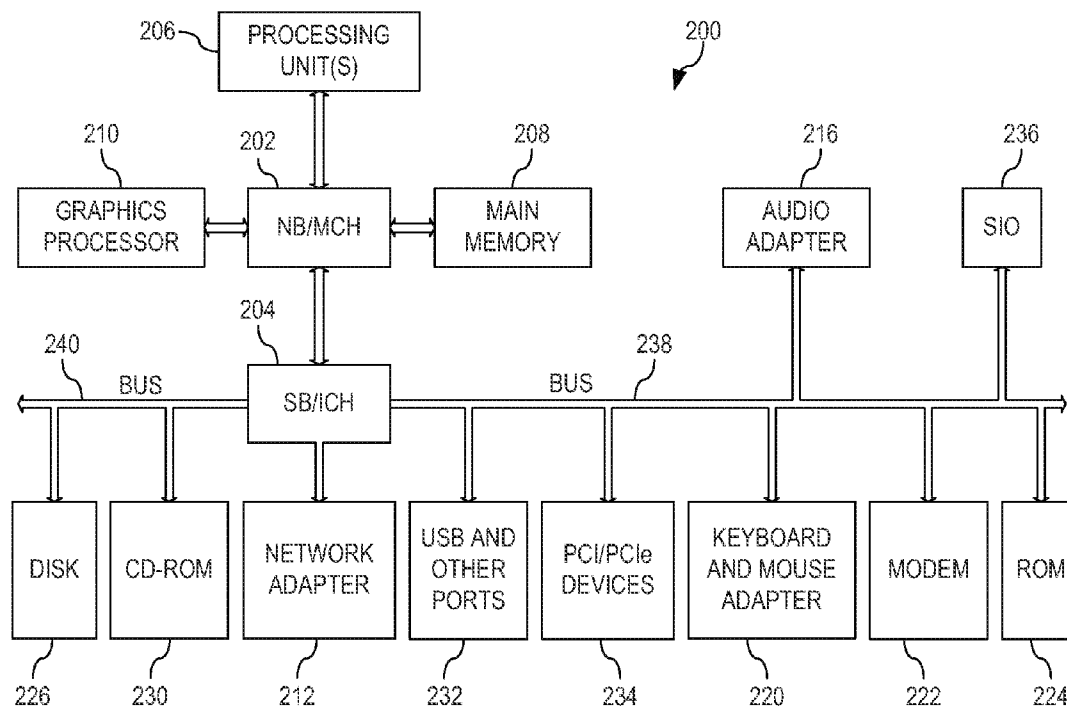 206
PROCESSING
UNIT(S)
200
210
202
208
216
236
GRAPHICS
PROCESSOR
NB/MCH
MAIN
MEMORY
AUDIO
ADAPTER
SIO
204
240
BUS
SB/ICH
BUS
238
DISK
CD-ROM
NETWORK
ADAPTER
USB AND
OTHER
PORTS
PCI/PCIe
DEVICES
KEYBOARD
AND MOUSE
ADAPTER
MODEM
ROM
226
230
212
232
234
220
222
224